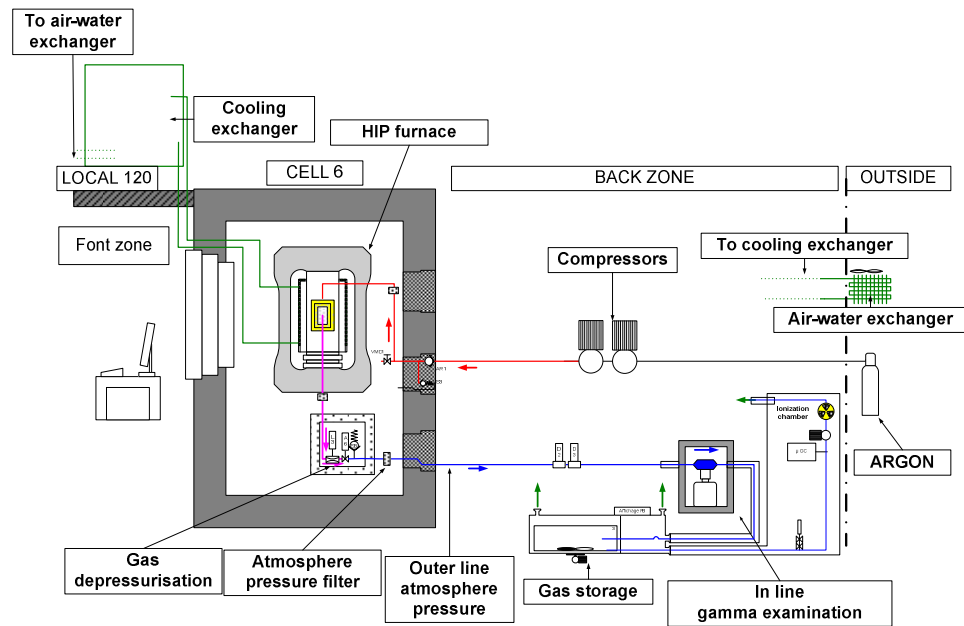 To air-water
exchanger
Cooling
exchanger
HIP furnace
LOCAL 120
CELL 6
BACK ZONE
OUTSIDE
Font zone
To cooling exchanger
Compressors
Air-water exchanger
Ionization
chamber
µ GC
ARGON
Affichage
Gas
depressurisation
Atmosphere
pressure filter
Outer line
atmosphere
pressure
Gas storage
In line
gamma examination